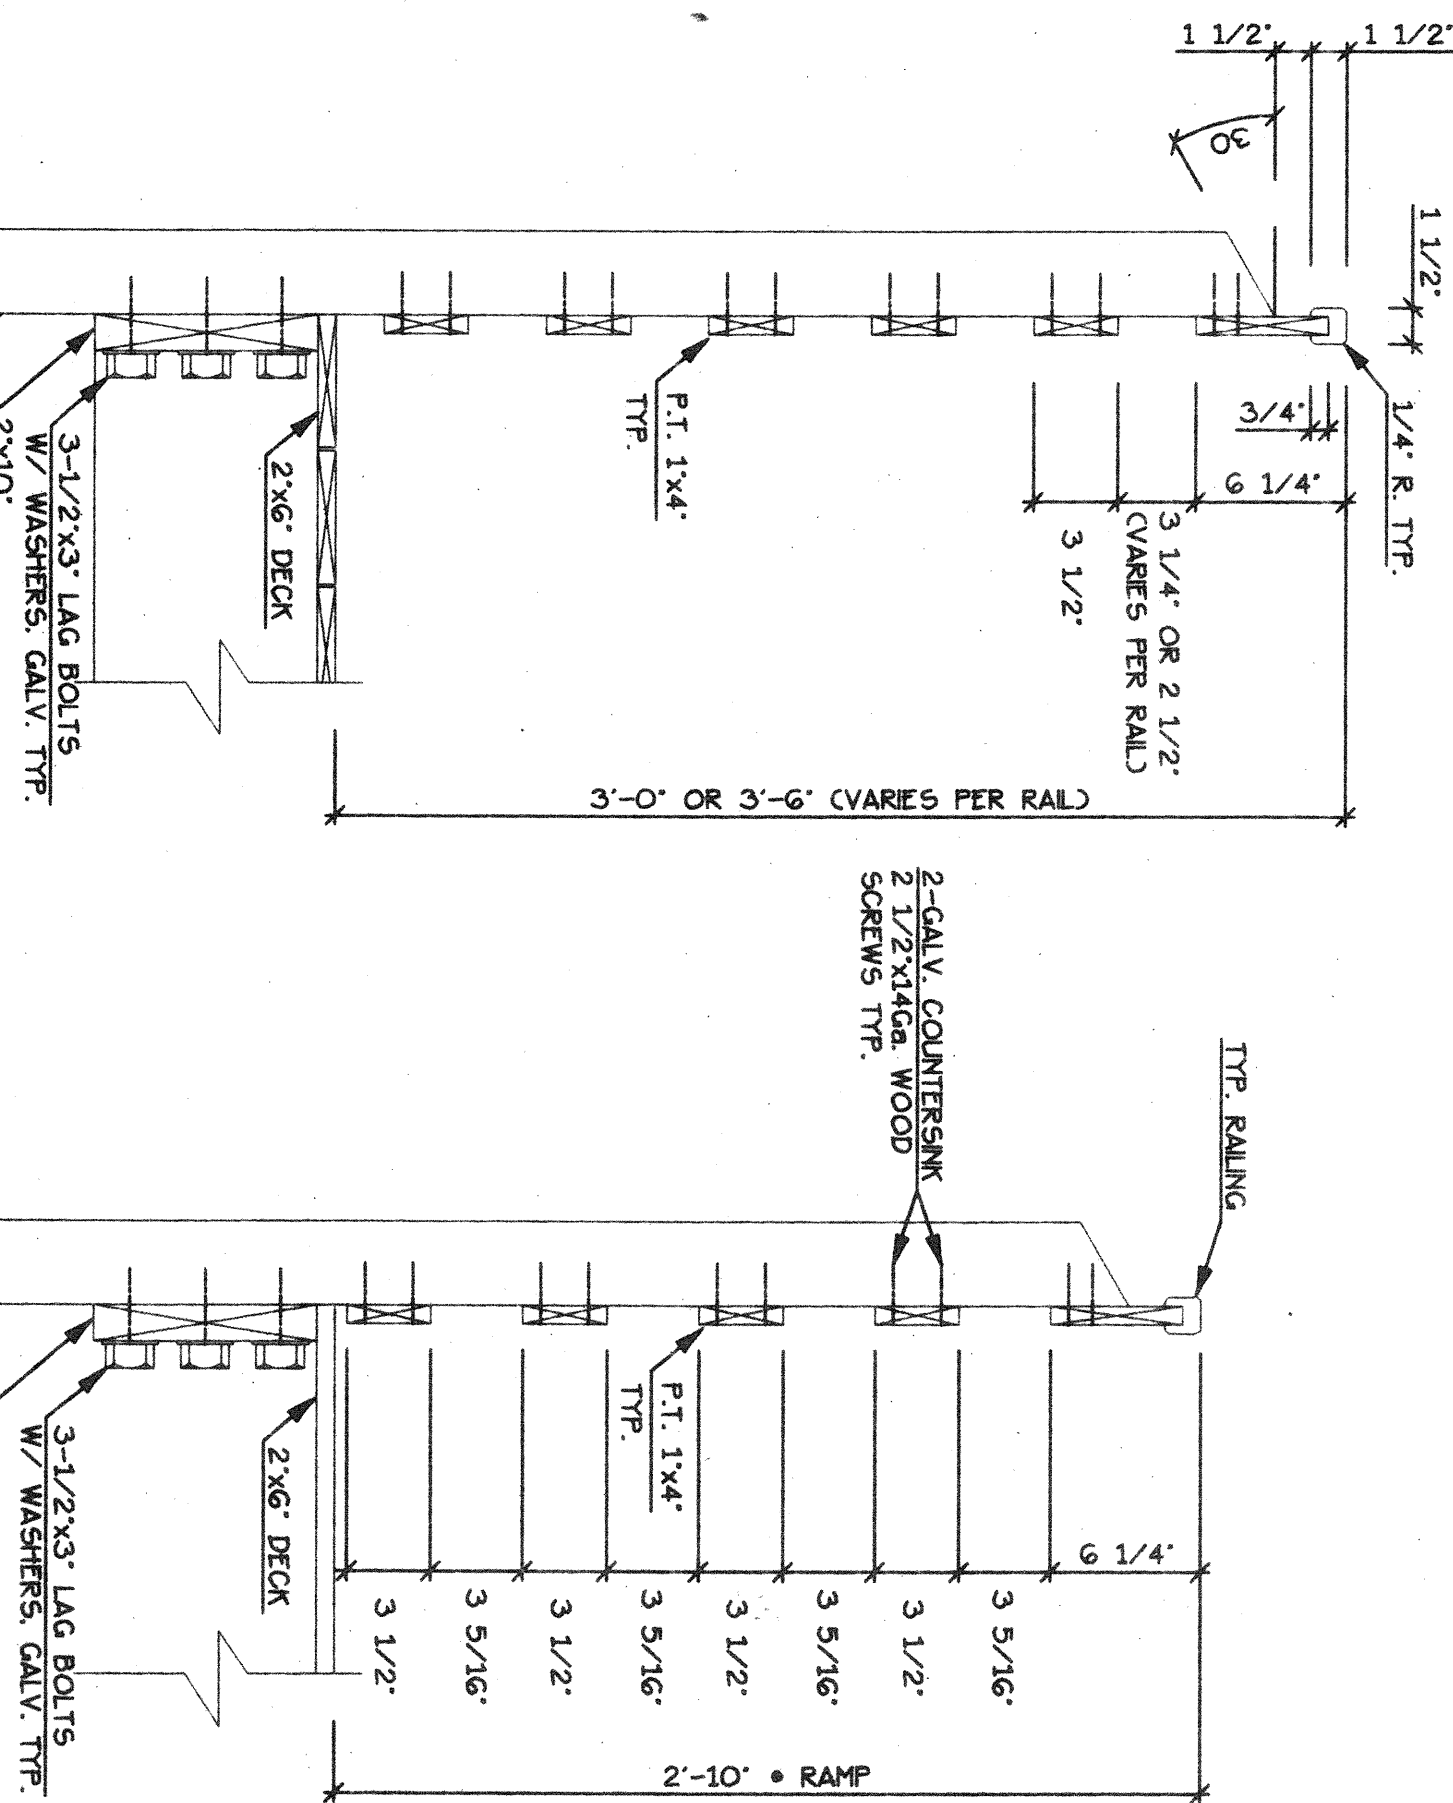 1 1/2"
1 1/2"
30
1 1/2"
1/4" R. TYP.
3/4"
6 1/4"
3 1/4" OR 2 1/2"
(VARIES PER RAIL)
3 1/2"
P.T. 1"x4"
TYP.
2"x6" DECK
3-1/2"x3" LAG BOLTS
W/ WASHERS. GALV. TYP.
2"x10"
3'-0" OR 3'-6" (VARIES PER RAIL)
TYP. RAILING
2-GALV. COUNTERSINK
2 1/2"x14Ga. WOOD
SCREWS TYP.
P.T. 1"x4"
TYP.
2"x6" DECK
3-1/2"x3" LAG BOLTS
W/ WASHERS. GALV. TYP.
6 1/4"
3 5/16"
3 1/2"
3 5/16"
3 1/2"
3 5/16"
3 1/2"
3 5/16"
3 1/2"
2'-10" • RAMP